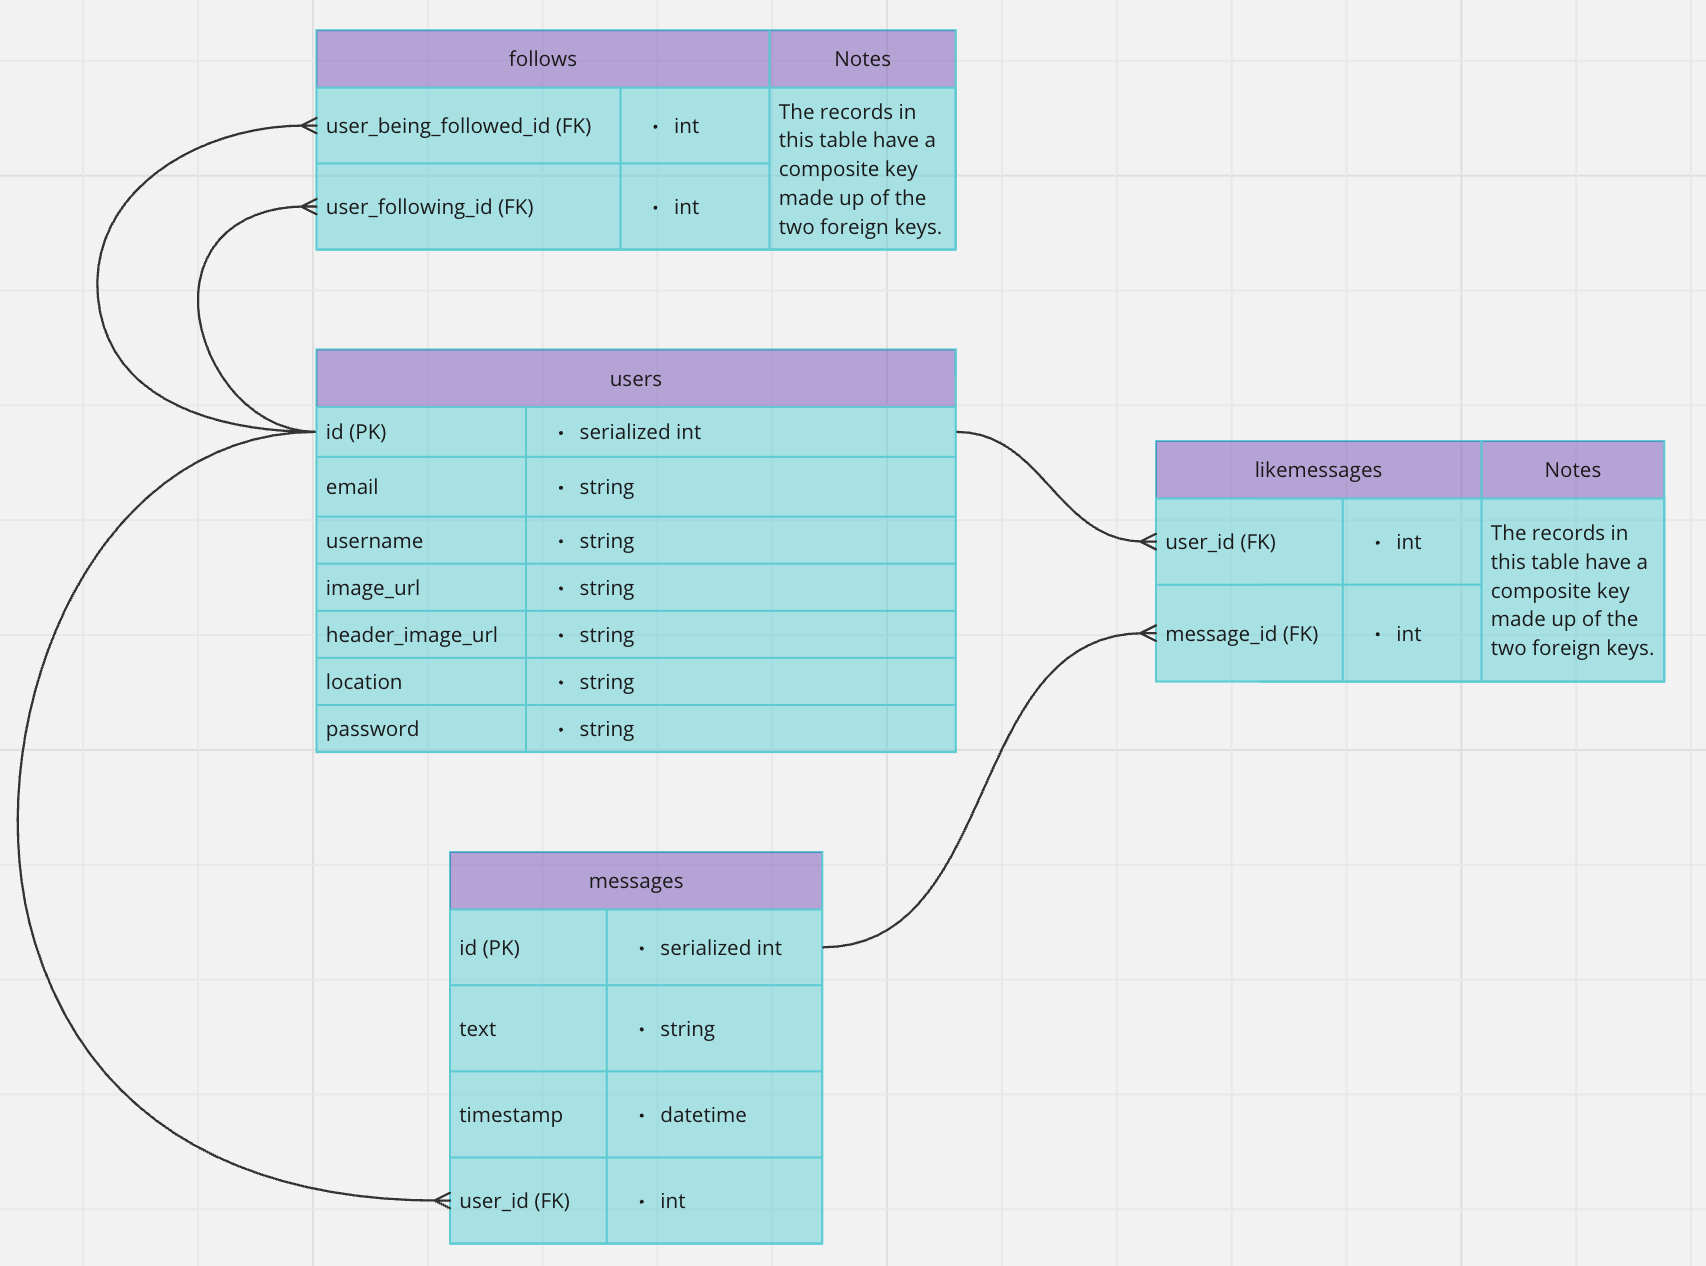 follows
Notes
user_being_followed_id (FK)
• int
The records in
this table have a
composite key
made up of the
two foreign keys.
user_following_id (FK)
• int
users
id (PK)
• serialized int
email
• string
username
• string
image_url
• string
header_image_url
• string
location
• string
password
• string
likemessages
Notes
user_id (FK)
• int
The records in
this table have a
composite key
made up of the
two foreign keys.
message_id (FK)
• int
messages
id (PK)
• serialized int
text
• string
timestamp
• datetime
user_id (FK)
• int